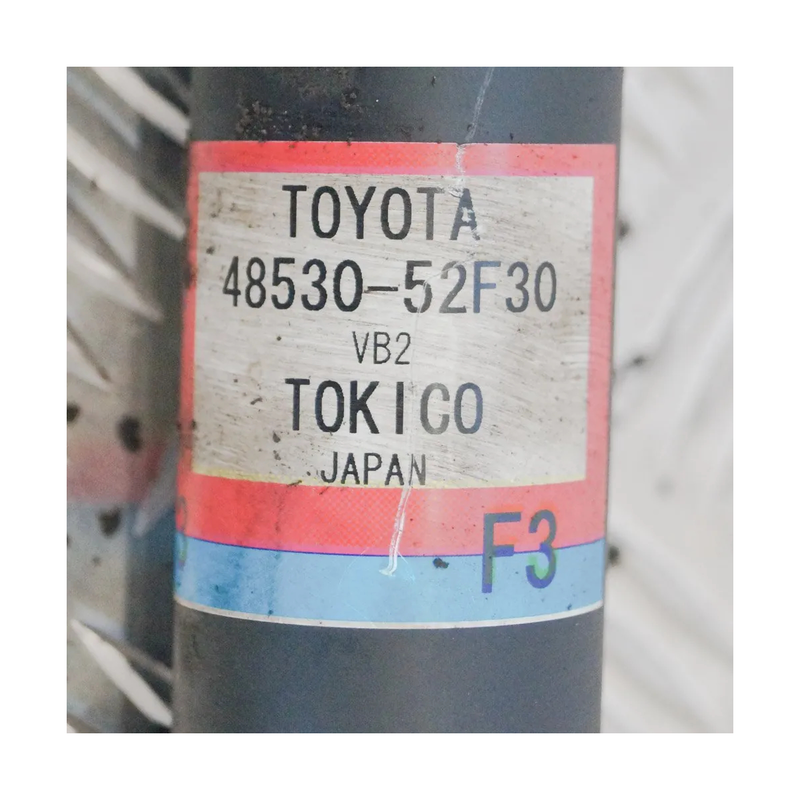 TOYOTA
48530-52F30
VB2
TOKICO
JAPAN
F3